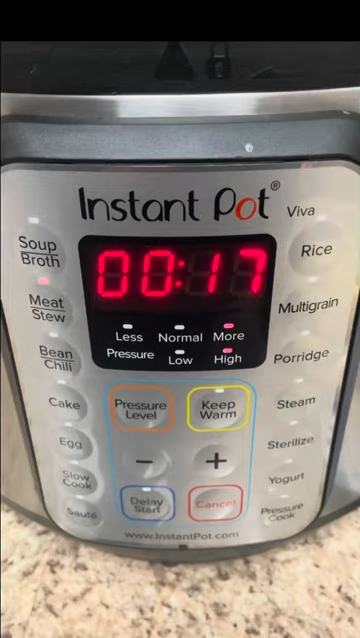 Instant Pot® Viva
Soup
Broth
Rice
00:17
Meat
Stew
Multigrain
Less Normal More
Pressure Low High
Bean
Chili
Porridge
Cake
Pressure
Level
Keep
Warm
Steam
Egg
− +
Sterilize
Slow
Cook
Yogurt
Delay
Start
Cancel
Sauté
Pressure
Cook
www.InstantPot.com